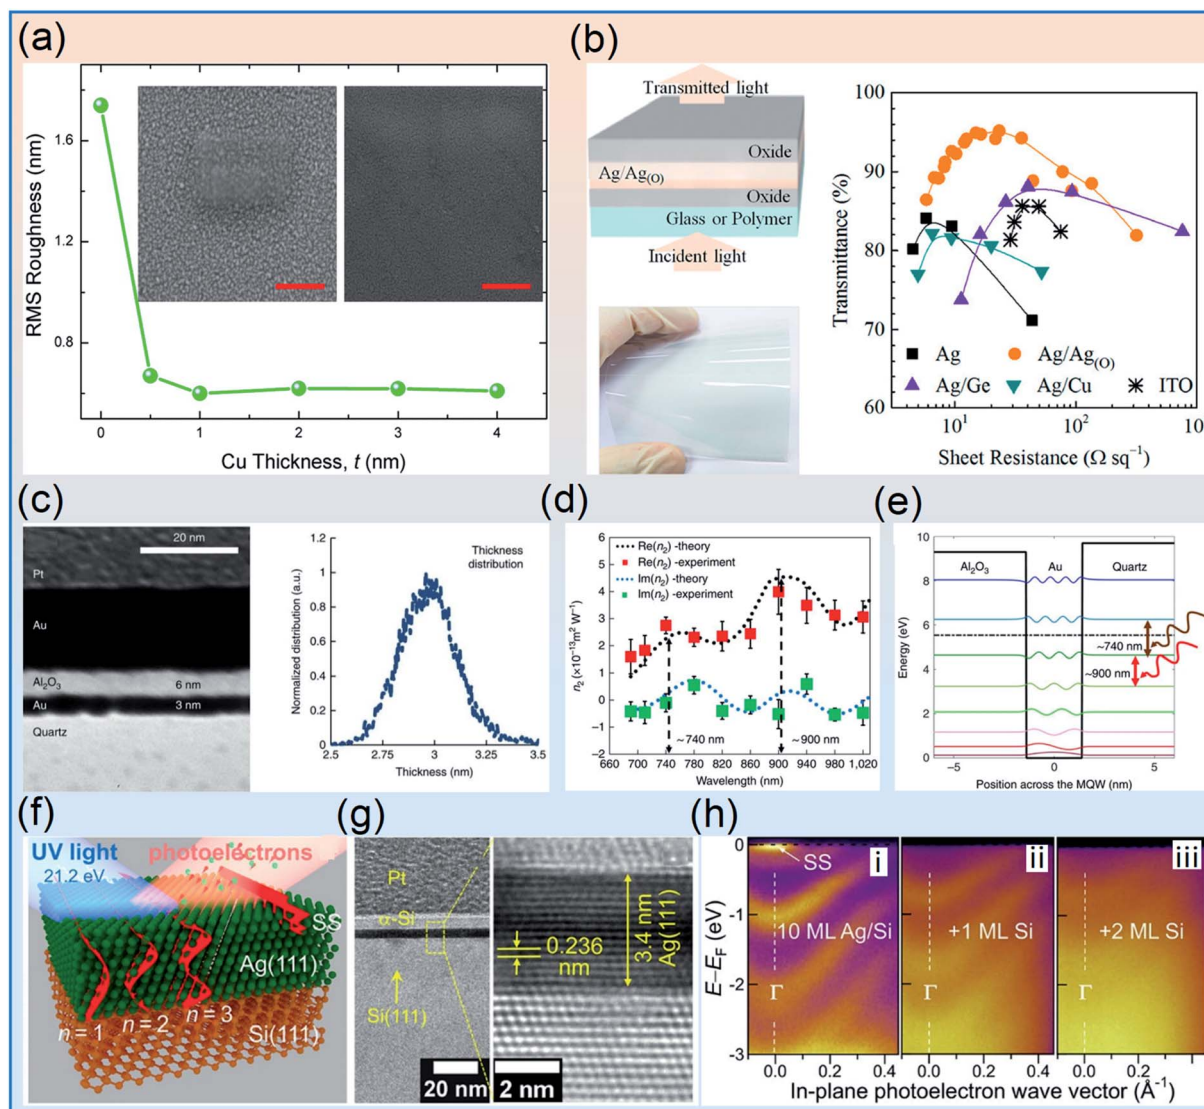 (a)
RMS Roughness (nm)
1.6
1.2
0.8
0
1
2
3
4
Cu Thickness, t (nm)
(b)
Transmitted light
Oxide
Ag/Ag(O)
Oxide
Glass or Polymer
Incident light
Transmittance (%)
100
90
80
70
60
Ag
Ag/Ag(O)
Ag/Ge
Ag/Cu
ITO
10¹
10²
Sheet Resistance (Ω sq⁻¹)
(c)
20 nm
Pt
Au
Al₂O₃
6 nm
Au
3 nm
Quartz
Normalized distribution (a.u.)
1.2
1
0.8
0.6
0.4
0.2
0
2.5
2.75
3
3.25
3.5
Thickness (nm)
Thickness
distribution
(d)
n₂ (×10⁻¹³m² W⁻¹)
6
5
4
3
2
1
0
−1
−2
Re(n₂) -theory
Re(n₂) -experiment
Im(n₂) -theory
Im(n₂) -experiment
~740 nm
~900 nm
660
700
740
780
820
860
900
940
980
1,020
Wavelength (nm)
(e)
Energy (eV)
10
8
6
4
2
0
Al₂O₃
Au
Quartz
~740 nm
~900 nm
−5
0
5
Position across the MQW (nm)
(f)
UV light
21.2 eV
photoelectrons
SS
Ag(111)
Si(111)
n = 1
n = 2
n = 3
(g)
Pt
α-Si
Si(111)
20 nm
0.236
nm
3.4 nm
Ag(111)
2 nm
(h)
E−E_F (eV)
0
-1
-2
-3
SS
i
10 ML Ag/Si
Γ
ii
+1 ML Si
Γ
iii
+2 ML Si
Γ
0.0
0.2
0.4
0.0
0.2
0.4
0.0
0.2
0.4
In-plane photoelectron wave vector (Å⁻¹)